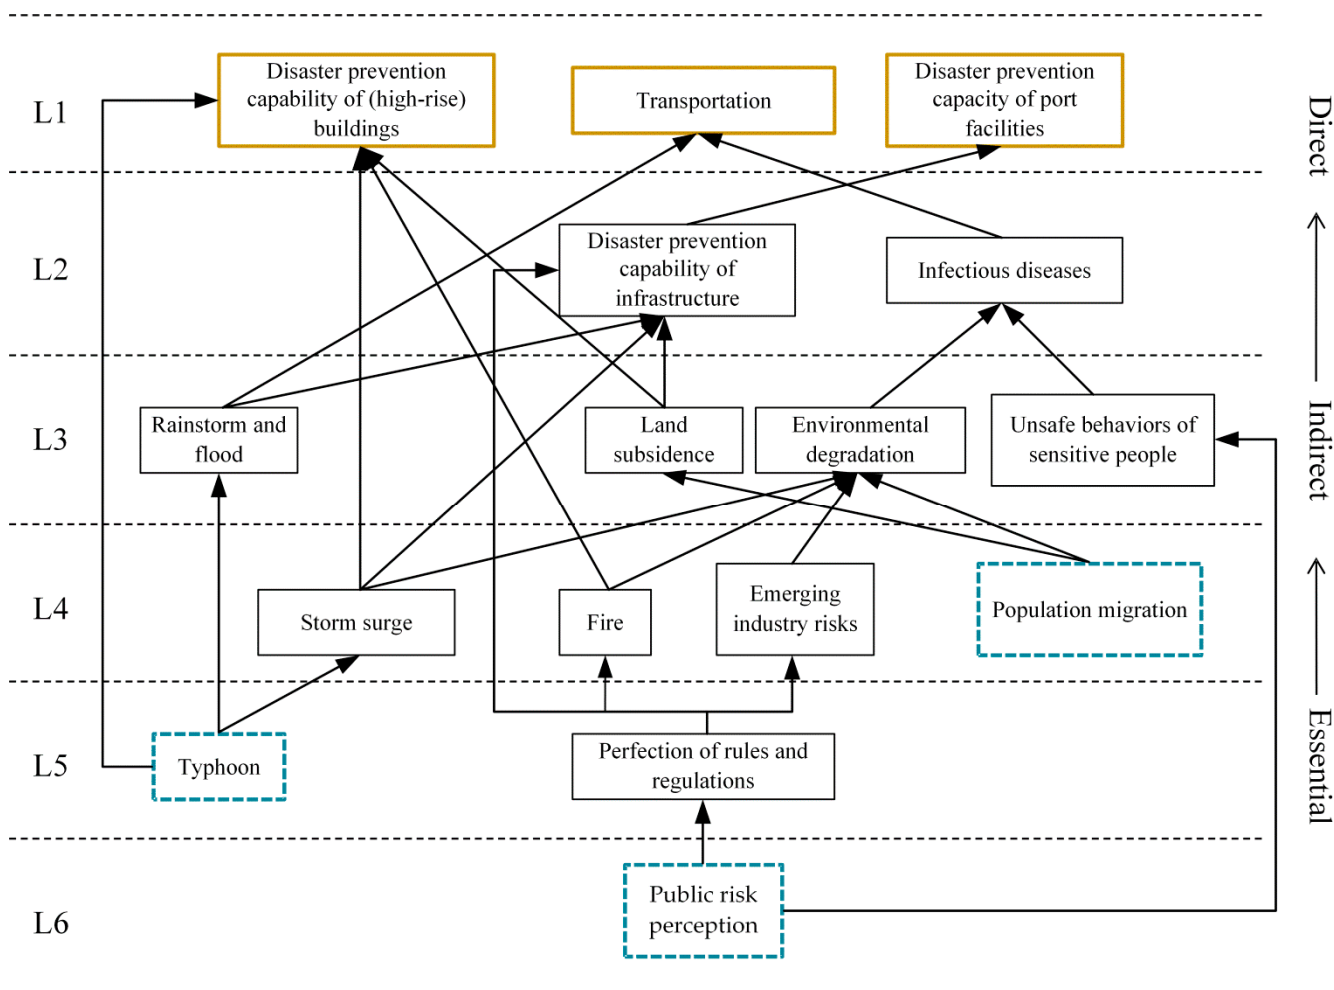 L1
Disaster prevention
capability of (high-rise)
buildings
Transportation
Disaster prevention
capacity of port
facilities
Direct
L2
Disaster prevention
capability of
infrastructure
Infectious diseases
L3
Rainstorm and
flood
Land
subsidence
Environmental
degradation
Unsafe behaviors of
sensitive people
Indirect
L4
Storm surge
Fire
Emerging
industry risks
Population migration
L5
Typhoon
Perfection of rules and
regulations
Essential
L6
Public risk
perception